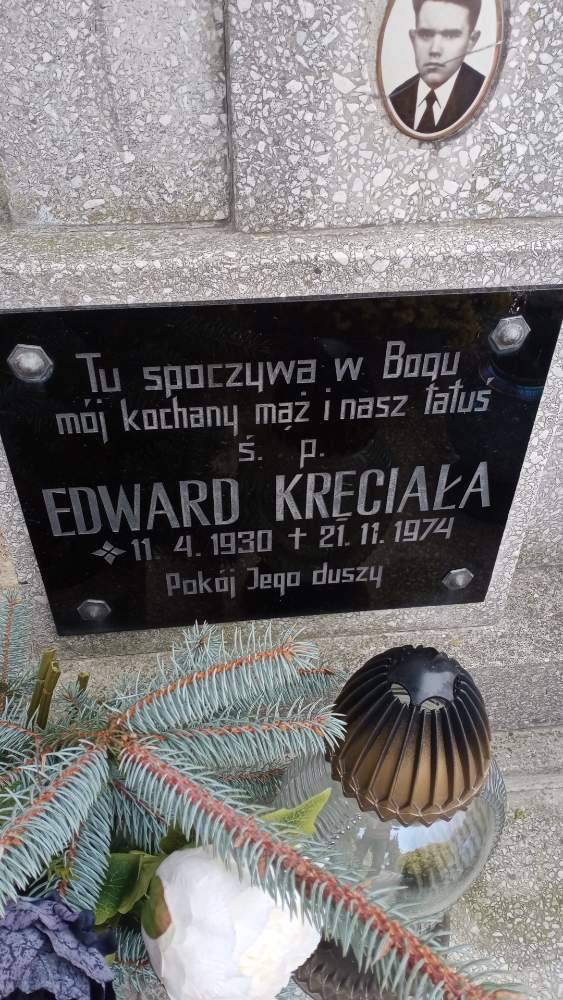 Tu spoczywa w Bogu
mój kochany mąż i nasz tatuś
ś. p.
EDWARD KRĘCIAŁA
11. 4. 1930 † 21. 11. 1974
Pokój Jego duszy